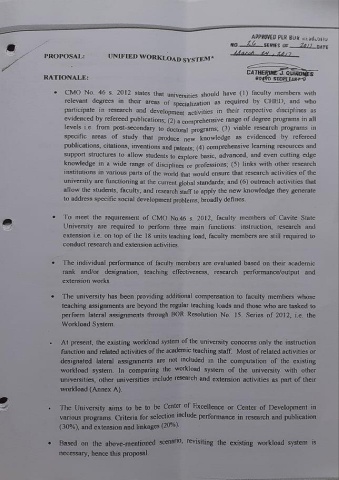 APPROVED PER BOR
NO. 56 SERIES OF 2017 DATE
March 2017
CATHERINE J. QUIÑONES
BOARD SECRETARY V
PROPOSAL: UNIFIED WORKLOAD SYSTEM*
RATIONALE:
• CMO No. 46 s. 2012 states that universities should have (1) faculty members with
relevant degrees in their areas of specialization as required by CHED, and who
participate in research and development activities in their respective disciplines as
evidenced by refereed publications, (2) a comprehensive range of degree programs in all
levels i.e. from post-secondary to doctoral programs, (3) viable research programs in
specific areas of study that produce new knowledge as evidenced by refereed
publications, citations, inventions and patents; (4) comprehensive learning resources and
support structures to allow students to explore basic, advanced, and even cutting edge
knowledge in a wide range of disciplines or professions; (5) links with other research
institutions in various parts of the world that would ensure that research activities of the
university are functioning at the current global standards; and (6) outreach activities that
allow the students, faculty, and research staff to apply the new knowledge they generate
to address specific social development problems, broadly defines.
• To meet the requirement of CMO No.46 s. 2012, faculty members of Cavite State
University are required to perform three main functions: instruction, research and
extension i.e. on top of the 18 units teaching load, faculty members are still required to
conduct research and extension activities.
• The individual performance of faculty members are evaluated based on their academic
rank and/or designation, teaching effectiveness, research performance/output and
extension works.
• The university has been providing additional compensation to faculty members whose
teaching assignments are beyond the regular teaching loads and those who are tasked to
perform lateral assignments through BOR Resolution No. 15. Series of 2012, i.e. the
Workload System.
• At present, the existing workload system of the university concerns only the instruction
function and related activities of the academic teaching staff. Most of related activities or
designated lateral assignments are not included in the computation of the existing
workload system. In comparing the workload system of the university with other
universities, other universities include research and extension activities as part of their
workload (Annex A).
• The University aims to be to Center of Excellence or Center of Development in
various programs. Criteria for selection include performance in research and publication
(30%), and extension and linkages (20%).
• Based on the above-mentioned scenario, revisiting the existing workload system is
necessary, hence this proposal.